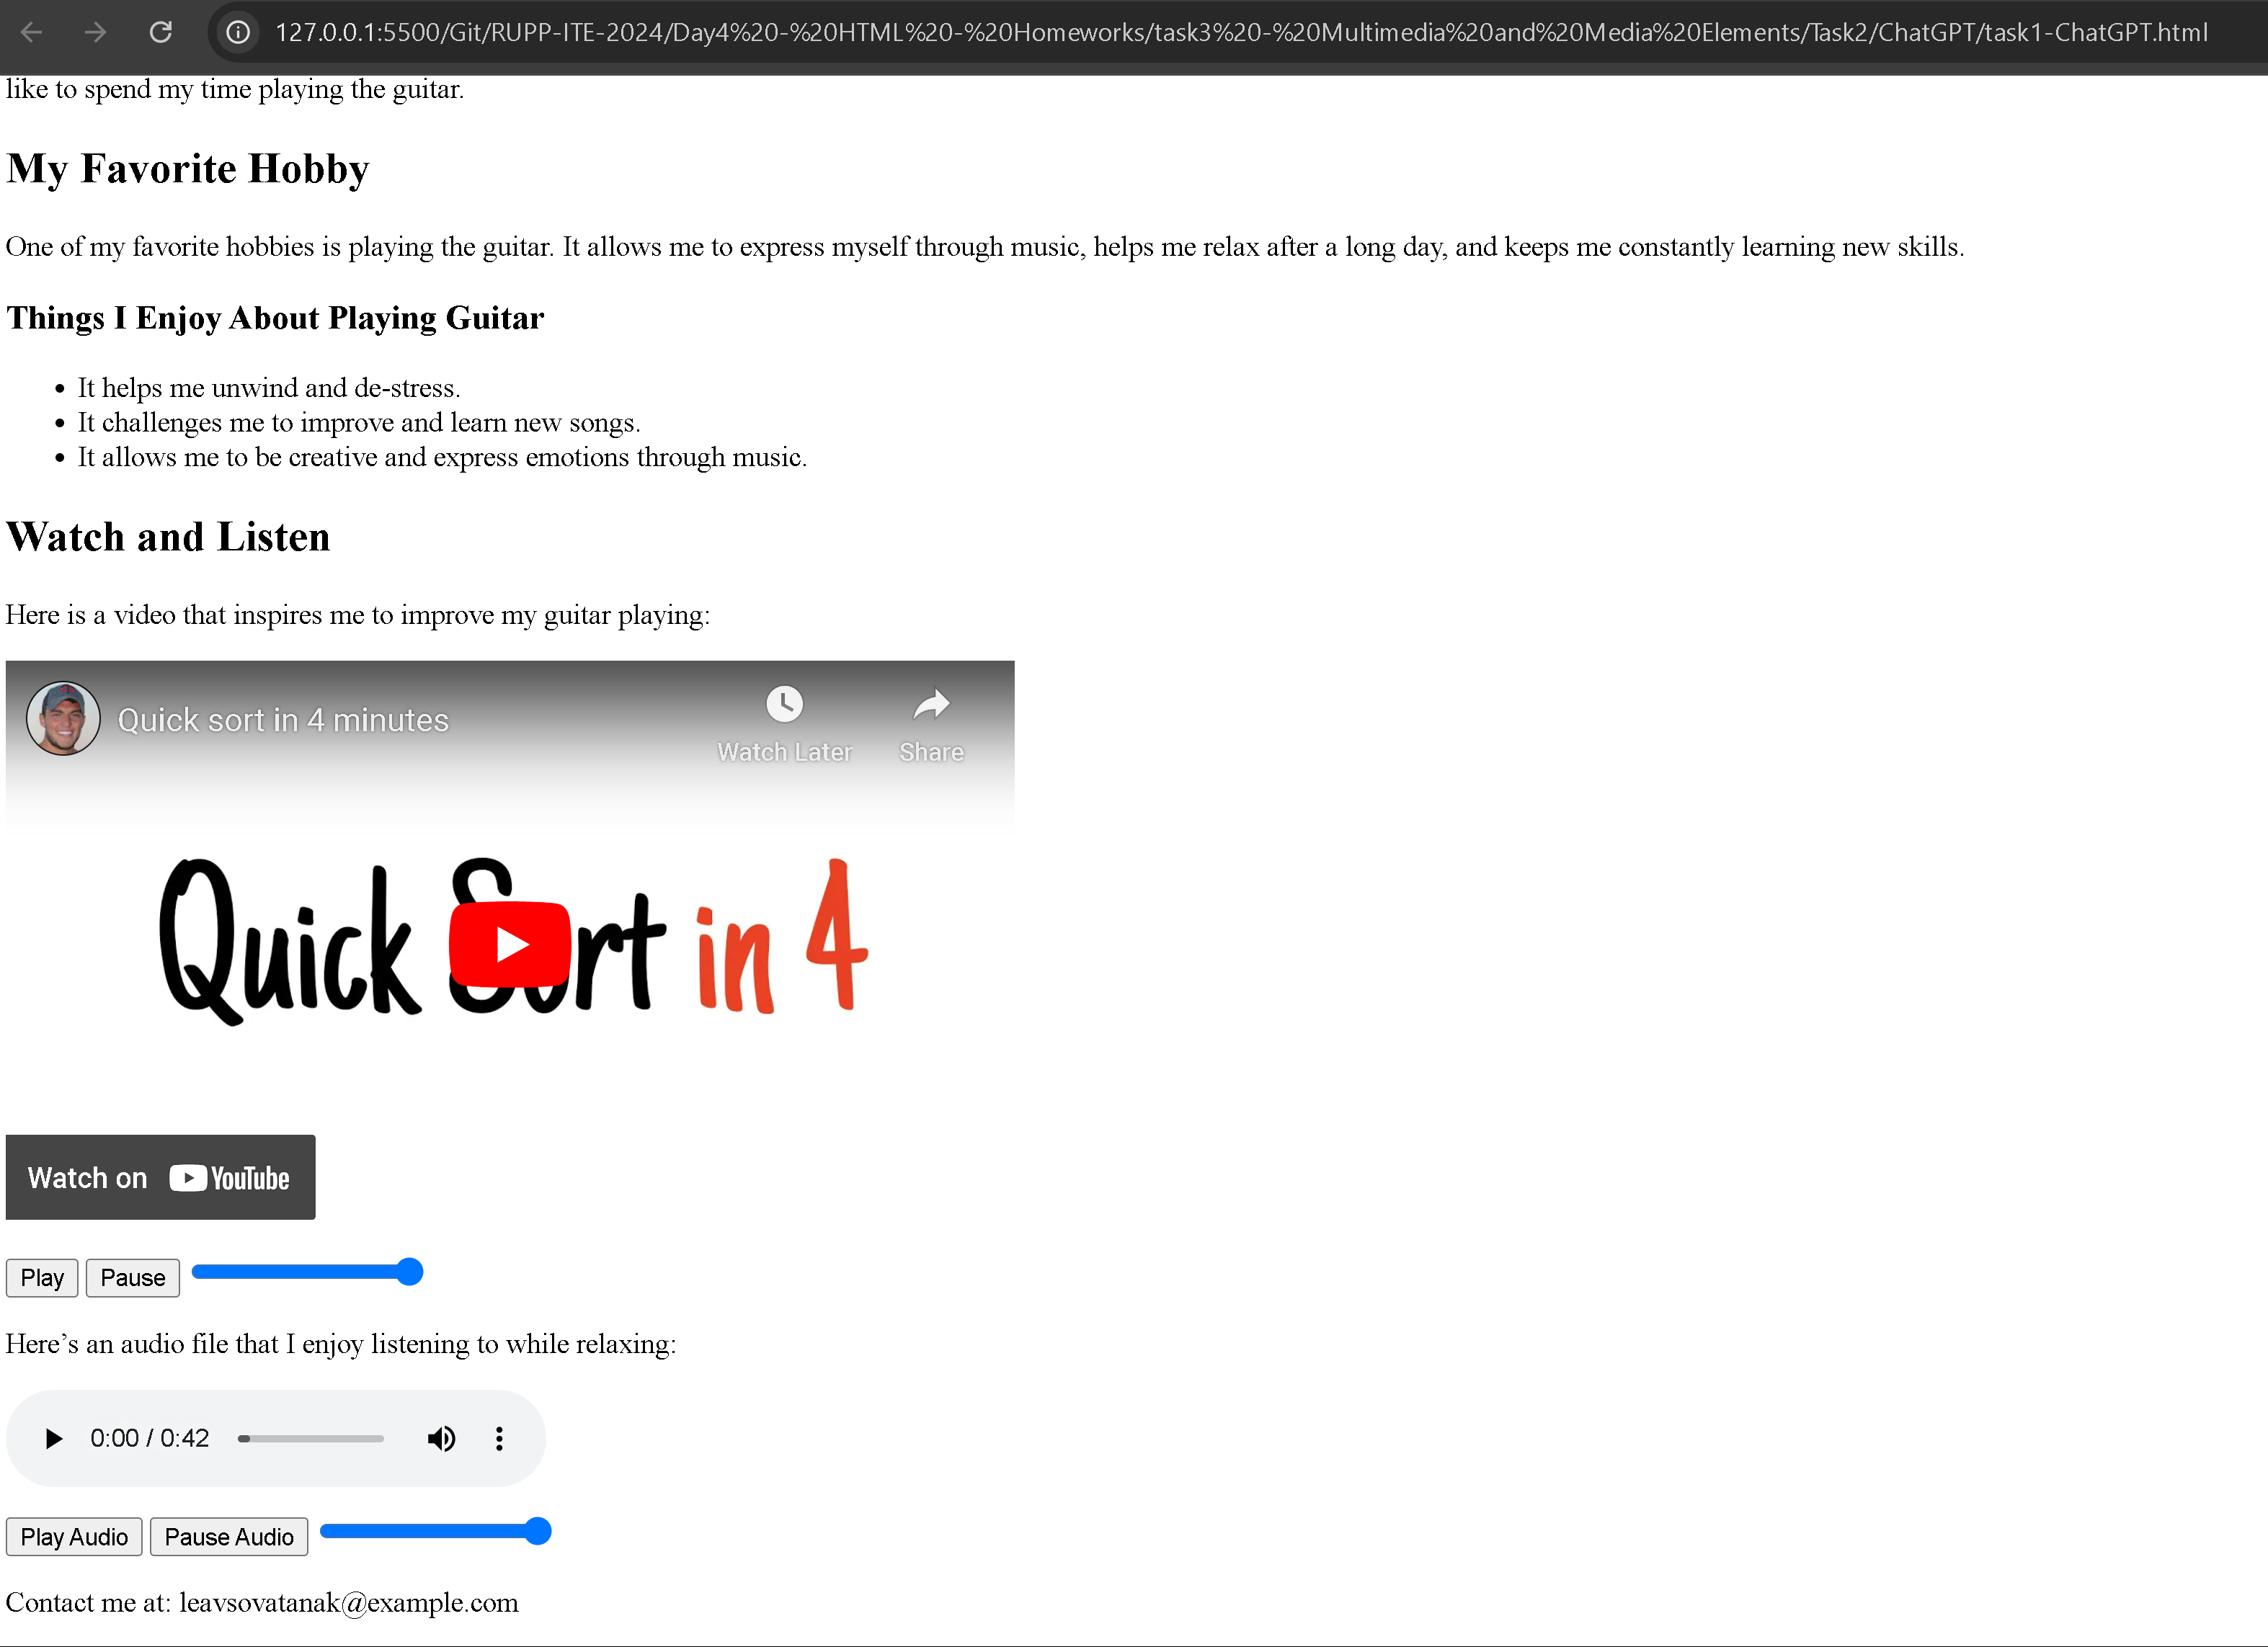 127.0.0.1:5500/Git/RUPP-ITE-2024/Day4%20-%20HTML%20-%20Homeworks/task3%20-%20Multimedia%20and%20Media%20Elements/Task2/ChatGPT/task1-ChatGPT.html
like to spend my time playing the guitar.
My Favorite Hobby
One of my favorite hobbies is playing the guitar. It allows me to express myself through music, helps me relax after a long day, and keeps me constantly learning new skills.
Things I Enjoy About Playing Guitar
• It helps me unwind and de-stress.
• It challenges me to improve and learn new songs.
• It allows me to be creative and express emotions through music.
Watch and Listen
Here is a video that inspires me to improve my guitar playing:
Quick sort in 4 minutes
Watch Later Share
Quick Sort in 4
Watch on YouTube
Play Pause
Here’s an audio file that I enjoy listening to while relaxing:
0:00 / 0:42
Play Audio Pause Audio
Contact me at: leavsovatanak@example.com